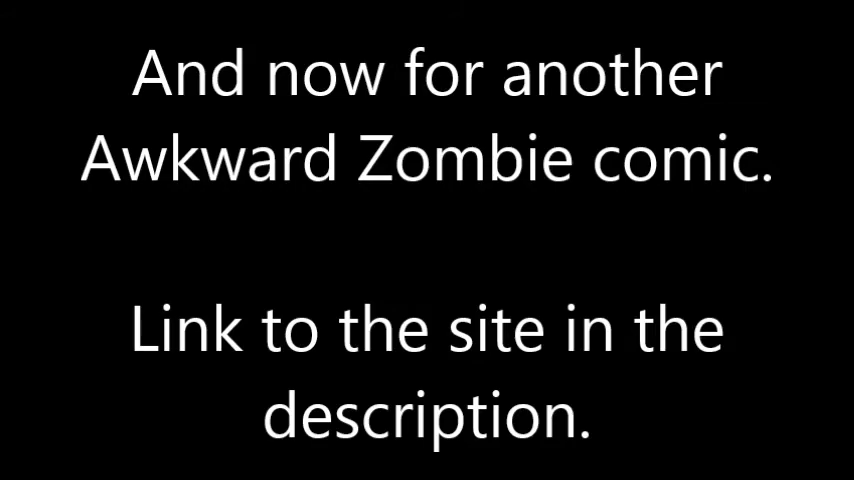 And now for another
Awkward Zombie comic.
Link to the site in the
description.